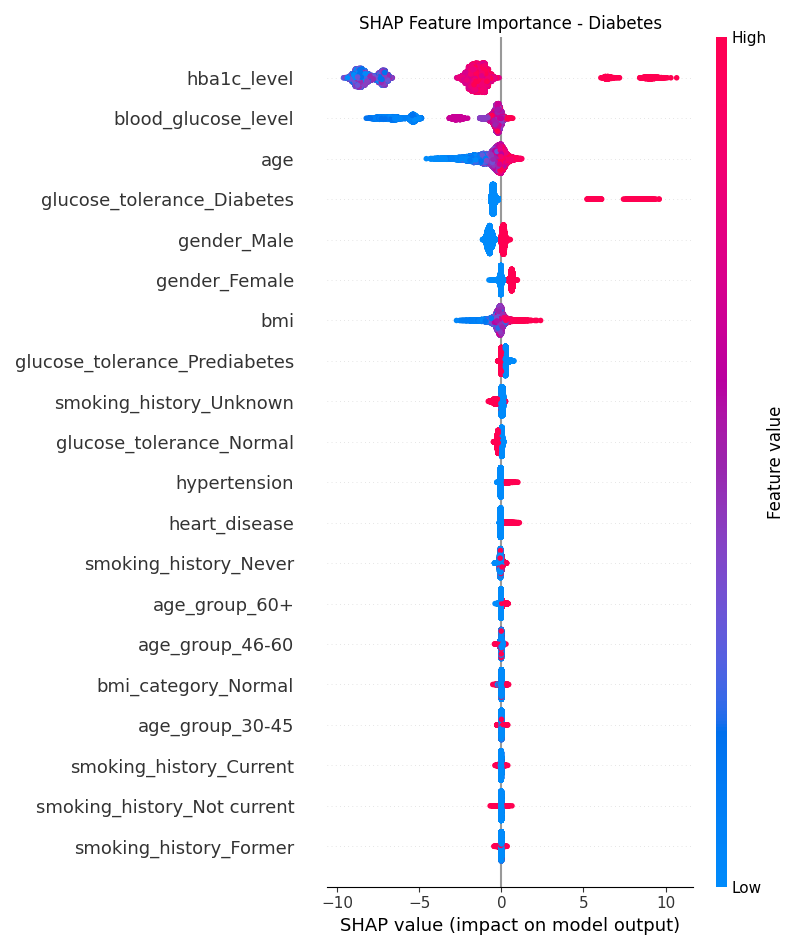 SHAP Feature Importance - Diabetes
High
hba1c_level
blood_glucose_level
age
glucose_tolerance_Diabetes
gender_Male
gender_Female
bmi
glucose_tolerance_Prediabetes
smoking_history_Unknown
glucose_tolerance_Normal
hypertension
heart_disease
smoking_history_Never
age_group_60+
age_group_46-60
bmi_category_Normal
age_group_30-45
smoking_history_Current
smoking_history_Not current
smoking_history_Former
Feature value
Low
−10 −5 0 5 10
SHAP value (impact on model output)